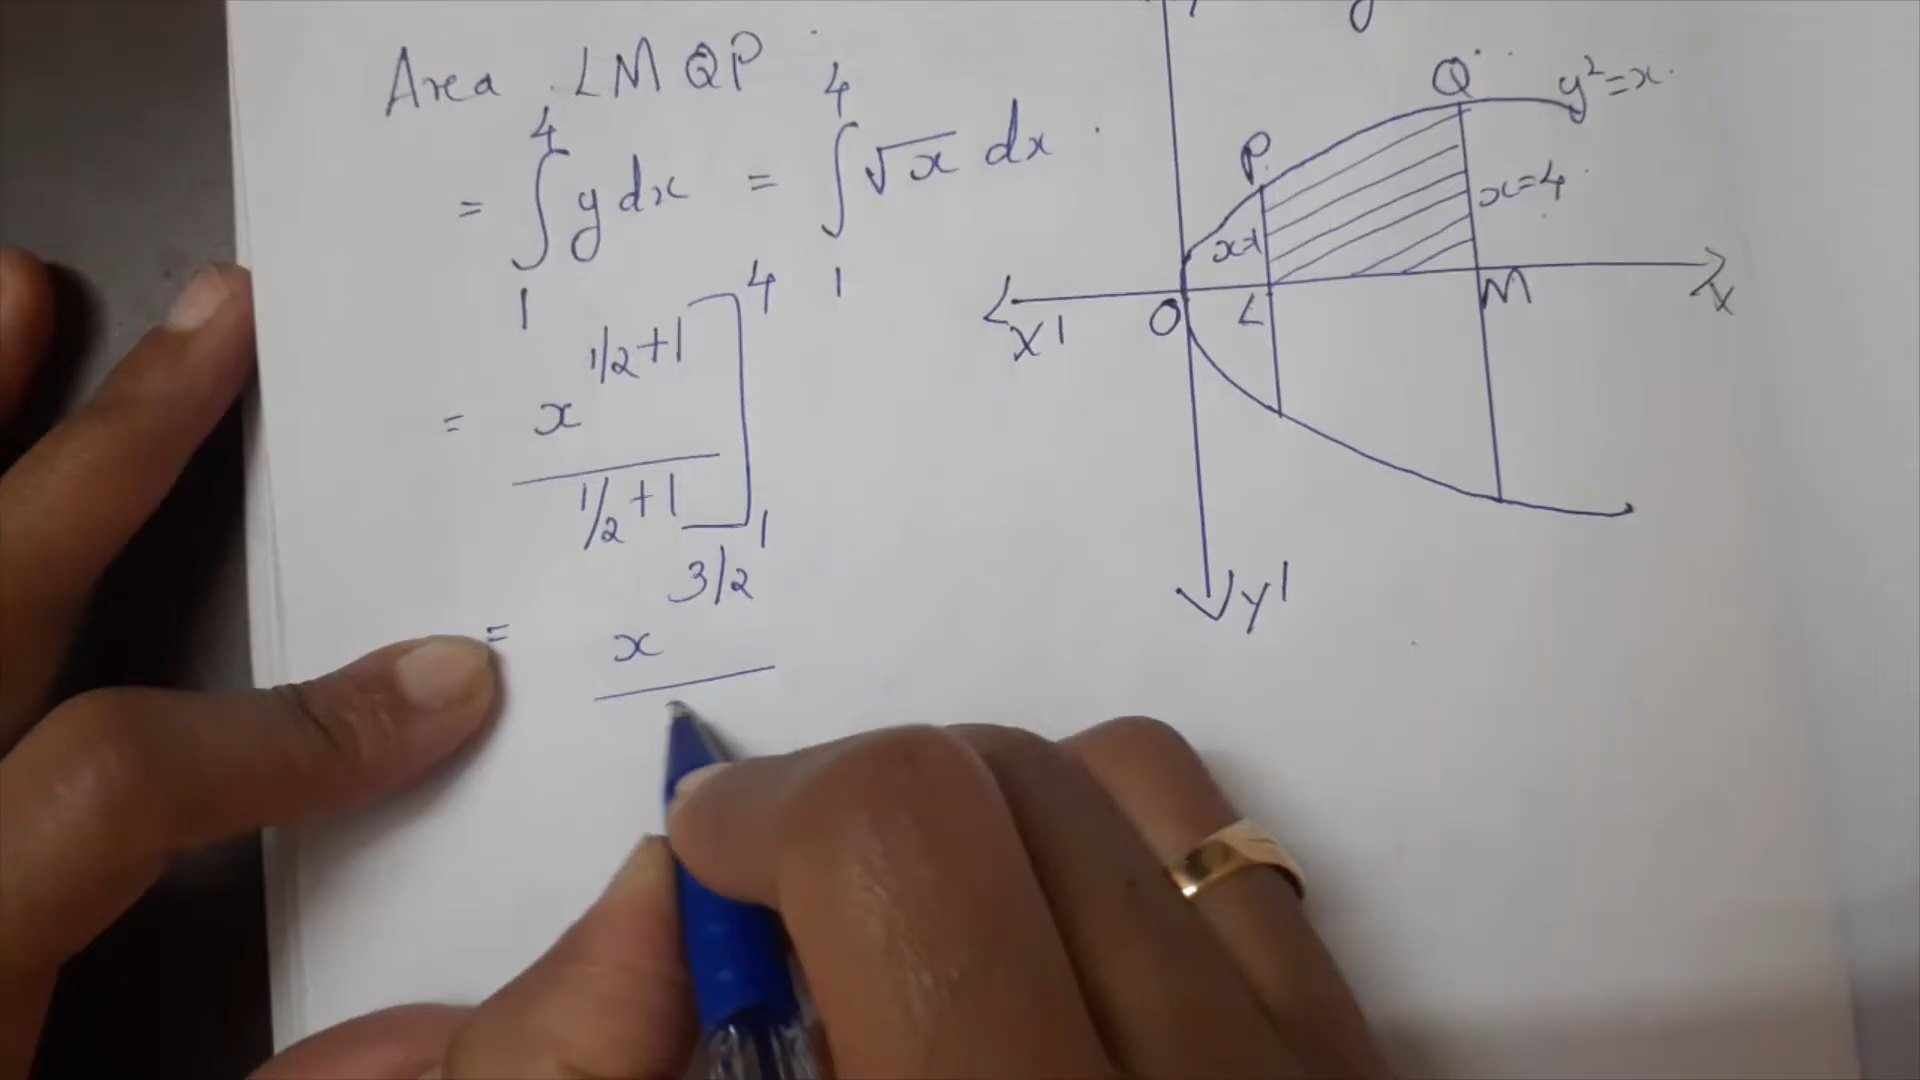 Area LMQP
= ∫₁⁴ y dx = ∫₁⁴ √x dx
= x^(1/2+1) / (1/2+1) ]₁⁴
= x^(3/2) /
Q
y²=x
P
x=4
x=1
X'
O
L
M
X
Y'